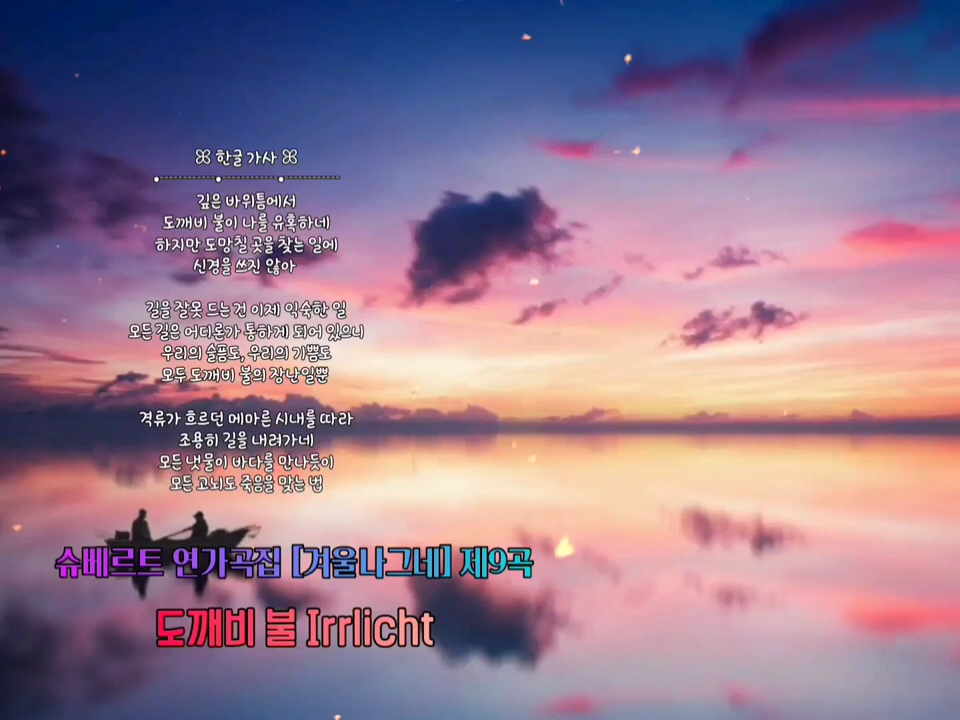 ꕤ 한글 가사 ꕤ
깊은 바위틈에서
도깨비 불이 나를 유혹하네
하지만 도망칠 곳을 찾는 일에
신경을 쓰진 않아
길을 잘못 드는 건 이제 익숙한 일
모든 길은 어디론가 통하게 되어 있으니
우리의 슬픔도, 우리의 기쁨도
모두 도깨비 불의 장난일뿐
격류가 흐르던 메마른 시내를 따라
조용히 길을 내려가네
모든 냇물이 바다를 만나듯이
모든 고뇌도 죽음을 맞는 법
슈베르트 연가곡집 [겨울나그네] 제9곡
도깨비 불 Irrlicht